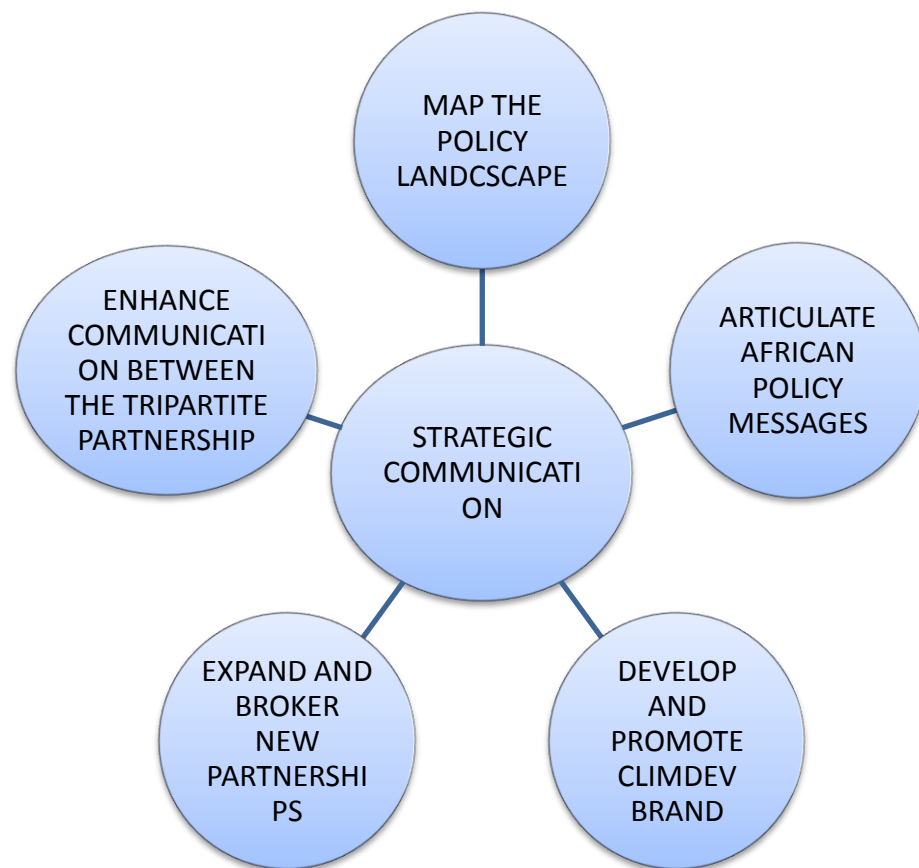 MAP THE
POLICY
LANDCSCAPE
ENHANCE
COMMUNICATI
ON BETWEEN
THE TRIPARTITE
PARTNERSHIP
ARTICULATE
AFRICAN
POLICY
MESSAGES
STRATEGIC
COMMUNICATI
ON
EXPAND AND
BROKER
NEW
PARTNERSHI
PS
DEVELOP
AND
PROMOTE
CLIMDEV
BRAND